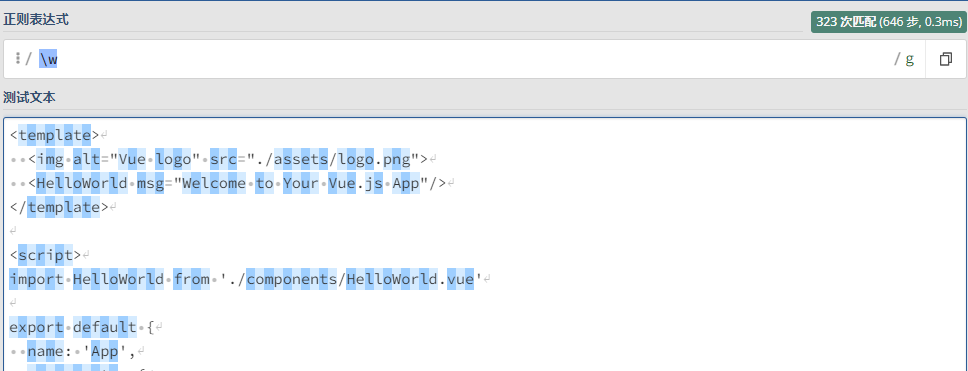 正则表达式
323 次匹配 (646 步, 0.3ms)
/ \w / g
测试文本
<template>
  <img alt="Vue logo" src="./assets/logo.png">
  <HelloWorld msg="Welcome to Your Vue.js App"/>
</template>
<script>
import HelloWorld from './components/HelloWorld.vue'
export default {
  name: 'App',